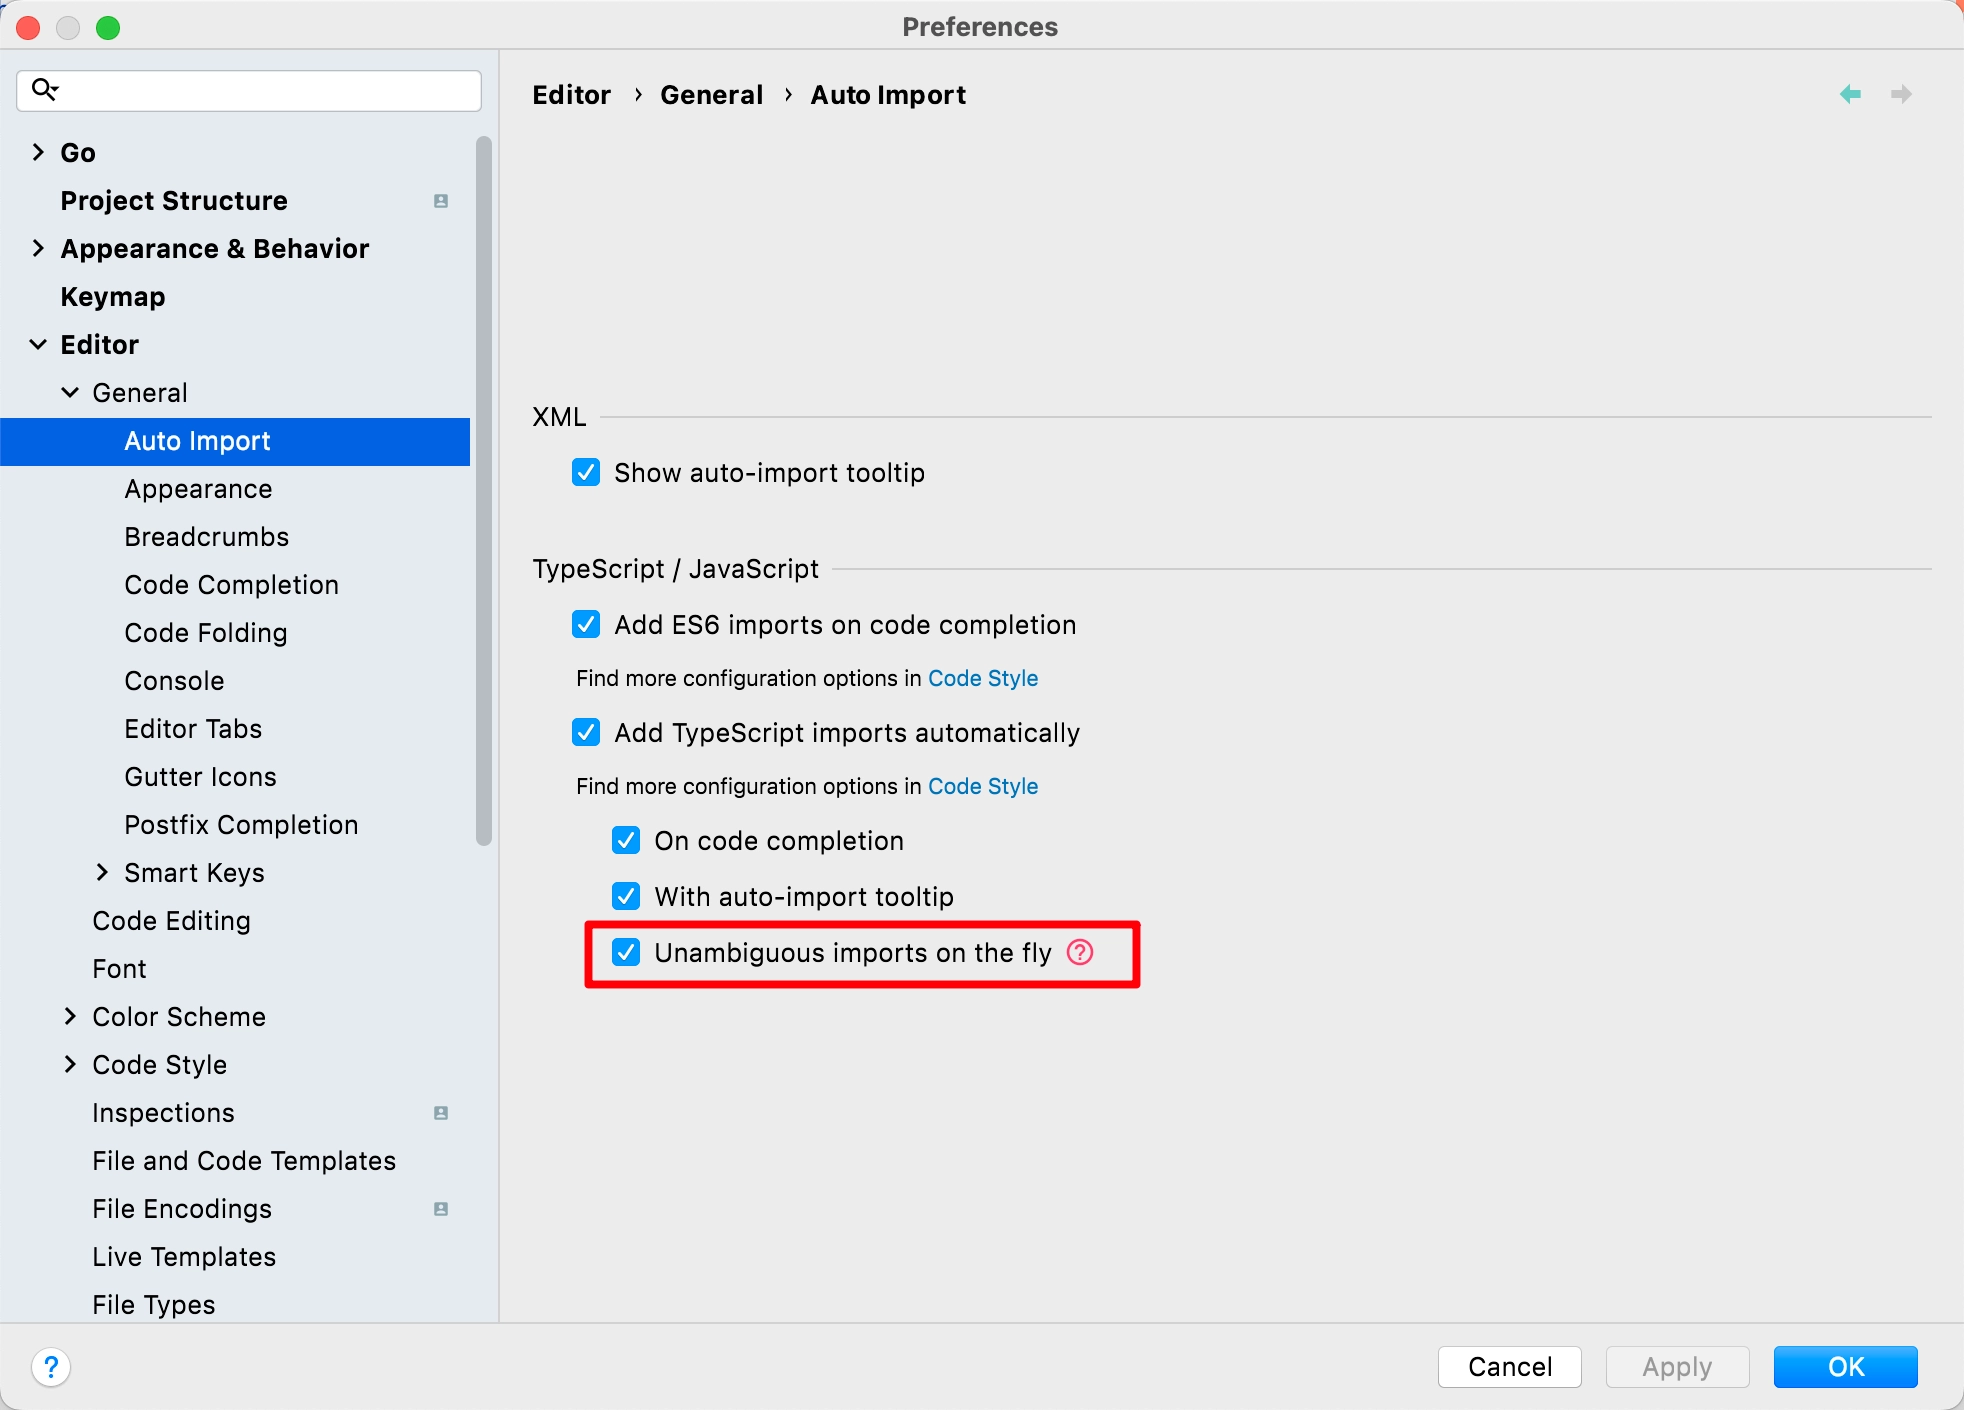 Preferences
Go
Project Structure
Appearance & Behavior
Keymap
Editor
General
Auto Import
Appearance
Breadcrumbs
Code Completion
Code Folding
Console
Editor Tabs
Gutter Icons
Postfix Completion
Smart Keys
Code Editing
Font
Color Scheme
Code Style
Inspections
File and Code Templates
File Encodings
Live Templates
File Types
Editor › General › Auto Import
XML
Show auto-import tooltip
TypeScript / JavaScript
Add ES6 imports on code completion
Find more configuration options in Code Style
Add TypeScript imports automatically
Find more configuration options in Code Style
On code completion
With auto-import tooltip
Unambiguous imports on the fly ?
? Cancel Apply OK